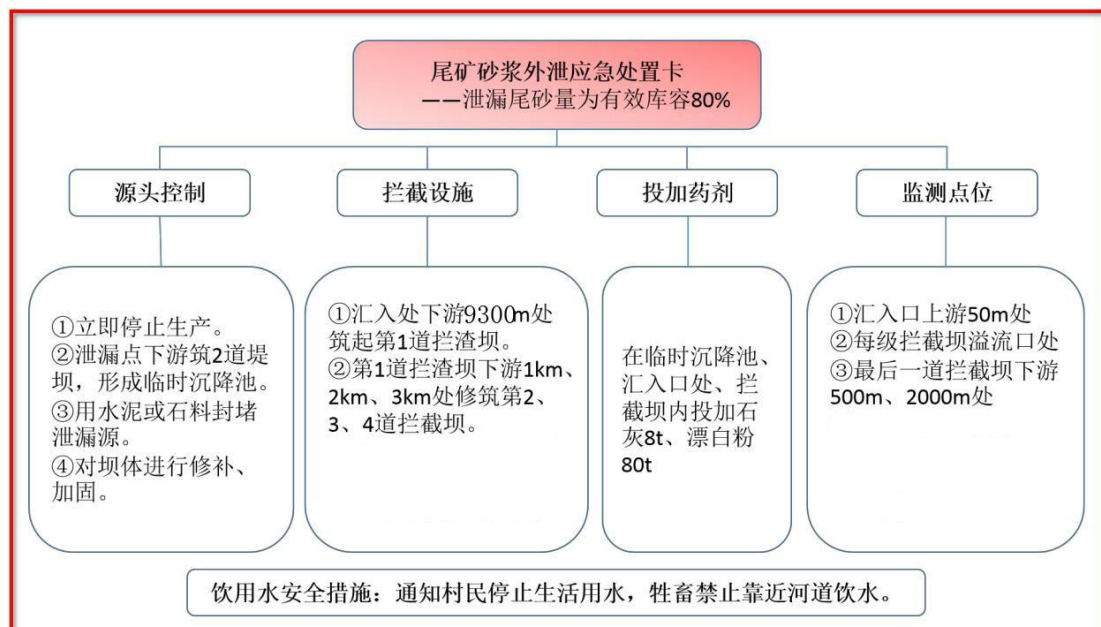 尾矿砂浆外泄应急处置卡
——泄漏尾砂量为有效库容80%
源头控制
拦截设施
投加药剂
监测点位
①立即停止生产。
②泄漏点下游筑2道堤
坝，形成临时沉降池。
③用水泥或石料封堵
泄漏源。
④对坝体进行修补、
加固。
①汇入处下游9300m处
筑起第1道拦渣坝。
②第1道拦渣坝下游1km、
2km、3km处修筑第2、
3、4道拦截坝。
在临时沉降池、
汇入口处、拦
截坝内投加石
灰8t、漂白粉
80t
①汇入口上游50m处
②每级拦截坝溢流口处
③最后一道拦截坝下游
500m、2000m处
饮用水安全措施：通知村民停止生活用水，牲畜禁止靠近河道饮水。